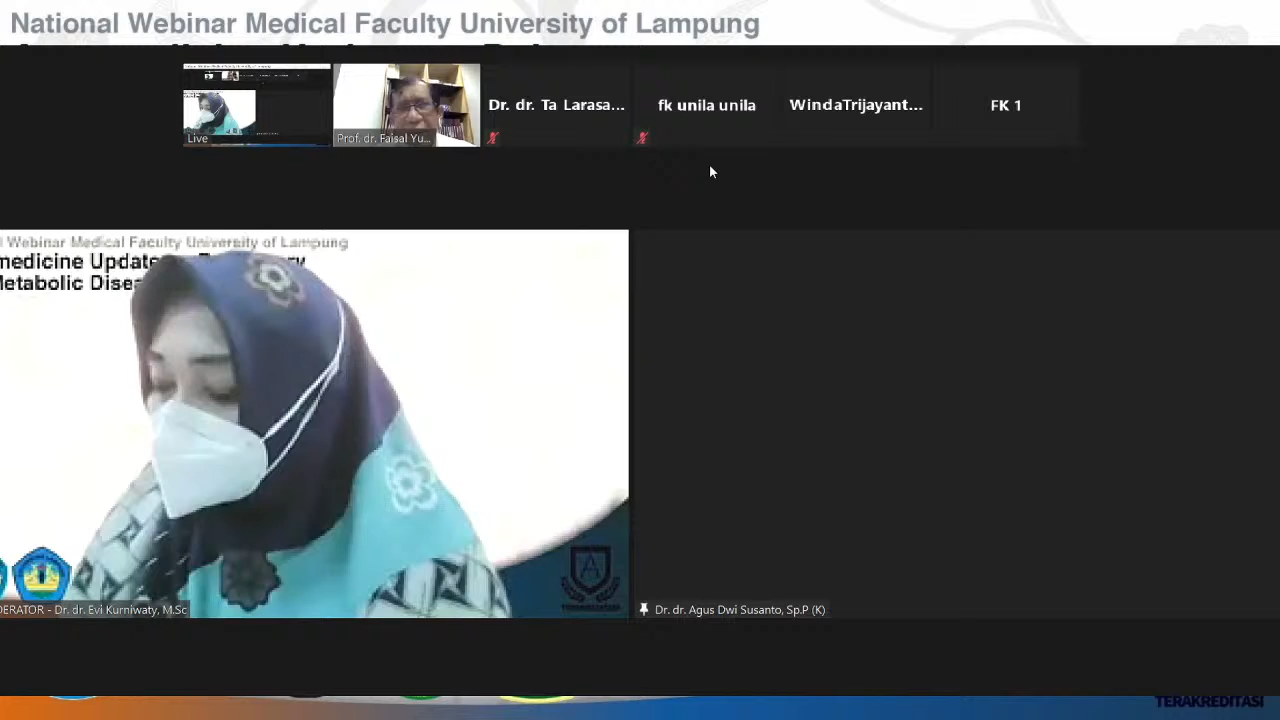 National Webinar Medical Faculty University of Lampung
Live
Prof. dr. Faisal Yu...
Dr. dr. Ta Larasa...
fk unila unila
WindaTrijayant...
FK 1
Webinar Medical Faculty University of Lampung
medicine Update
Metabolic Disea
DERATOR - Dr. dr. Evi Kurniwaty, M.Sc
Dr. dr. Agus Dwi Susanto, Sp.P (K)
TERAKREDITASI